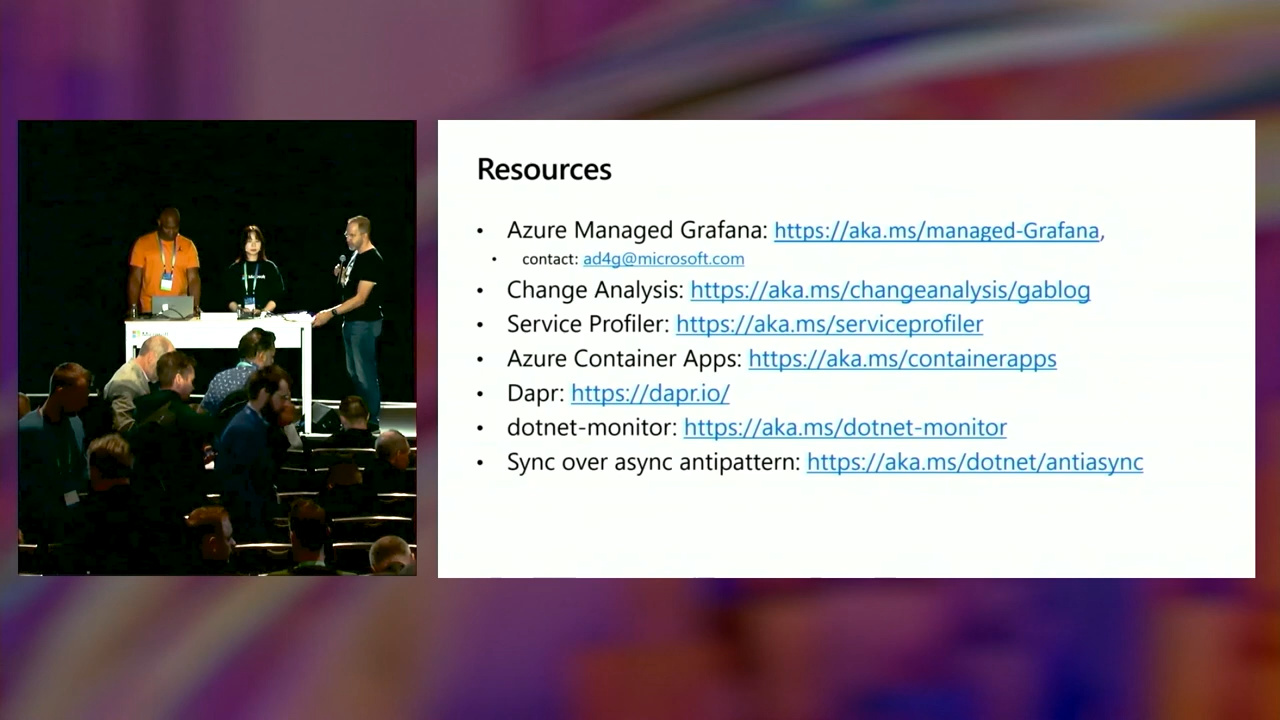 Resources
• Azure Managed Grafana: https://aka.ms/managed-Grafana,
• contact: ad4g@microsoft.com
• Change Analysis: https://aka.ms/changeanalysis/gablog
• Service Profiler: https://aka.ms/serviceprofiler
• Azure Container Apps: https://aka.ms/containerapps
• Dapr: https://dapr.io/
• dotnet-monitor: https://aka.ms/dotnet-monitor
• Sync over async antipattern: https://aka.ms/dotnet/antiasync